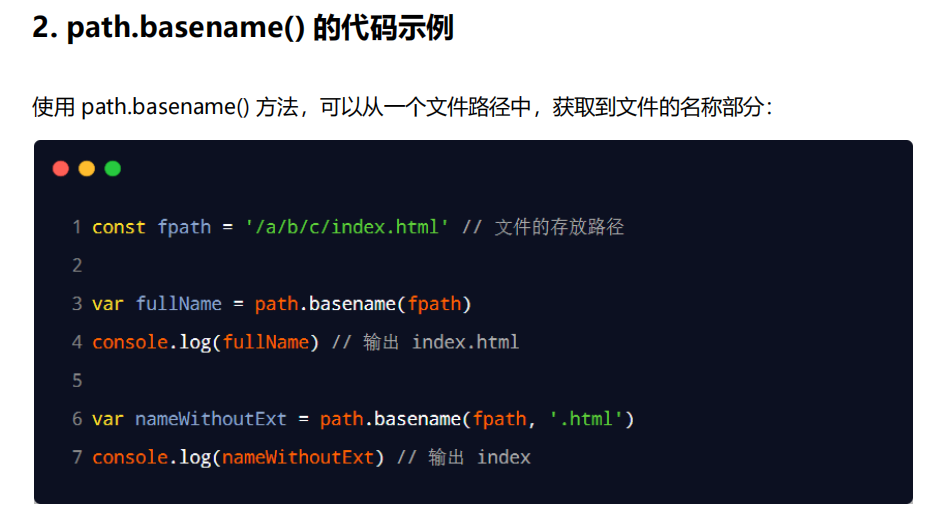 2. path.basename() 的代码示例
使用 path.basename() 方法，可以从一个文件路径中，获取到文件的名称部分：
1 const fpath = '/a/b/c/index.html' // 文件的存放路径
2
3 var fullName = path.basename(fpath)
4 console.log(fullName) // 输出 index.html
5
6 var nameWithoutExt = path.basename(fpath, '.html')
7 console.log(nameWithoutExt) // 输出 index